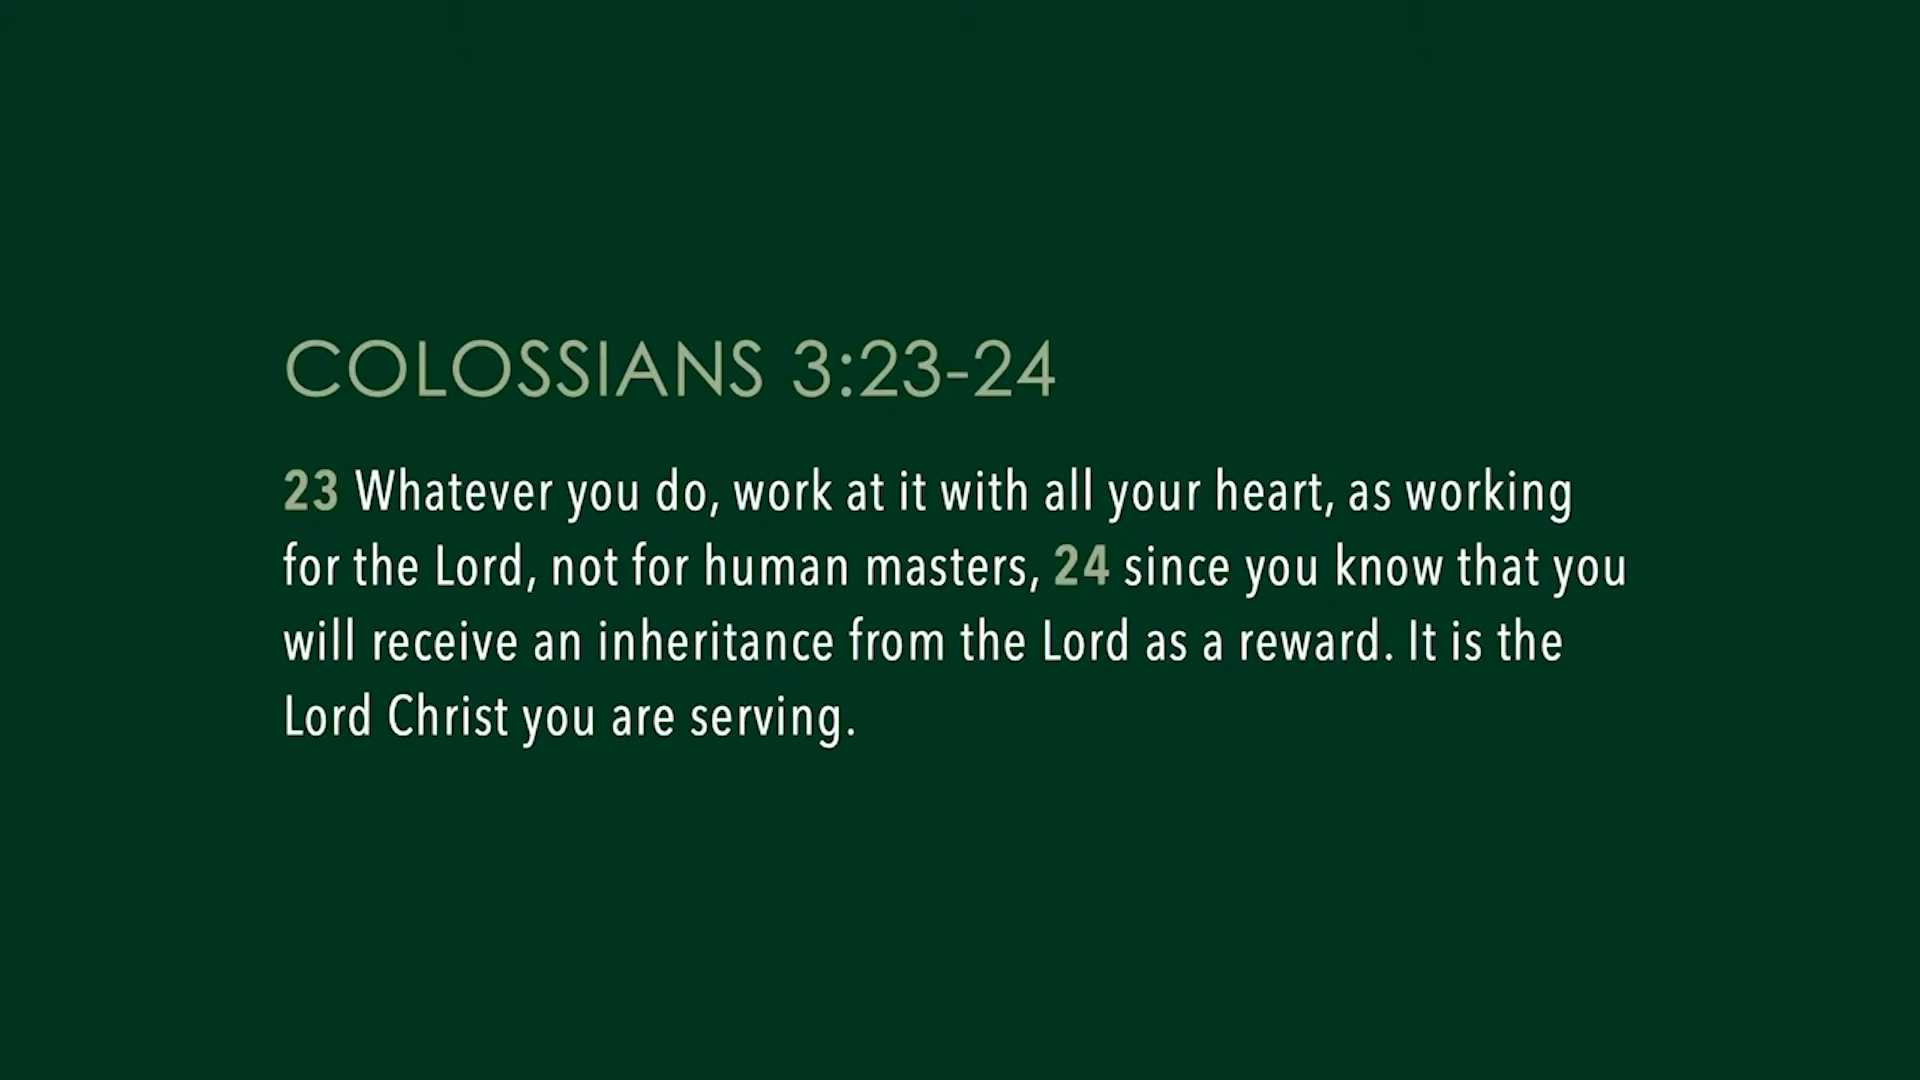 COLOSSIANS 3:23-24
23 Whatever you do, work at it with all your heart, as working
for the Lord, not for human masters, 24 since you know that you
will receive an inheritance from the Lord as a reward. It is the
Lord Christ you are serving.